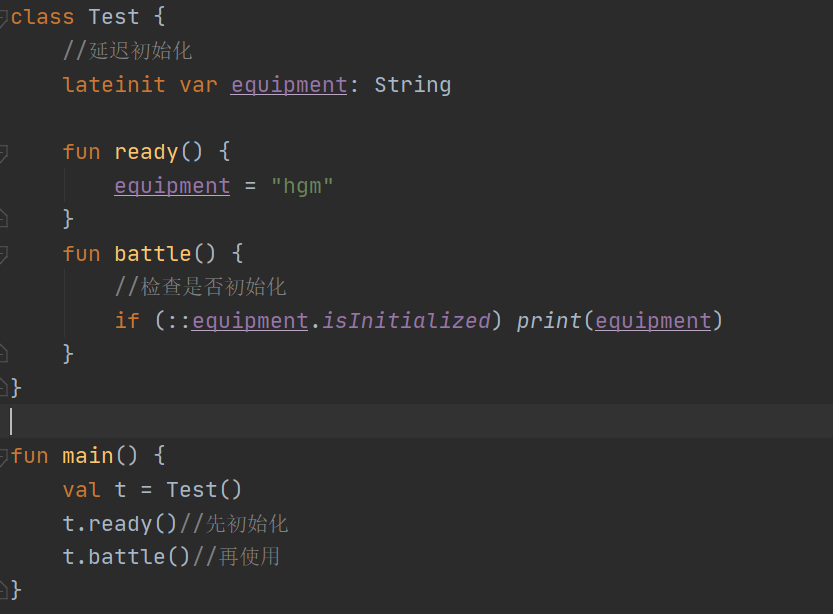 class Test {
    //延迟初始化
    lateinit var equipment: String

    fun ready() {
        equipment = "hgm"
    }
    fun battle() {
        //检查是否初始化
        if (::equipment.isInitialized) print(equipment)
    }
}

fun main() {
    val t = Test()
    t.ready()//先初始化
    t.battle()//再使用
}